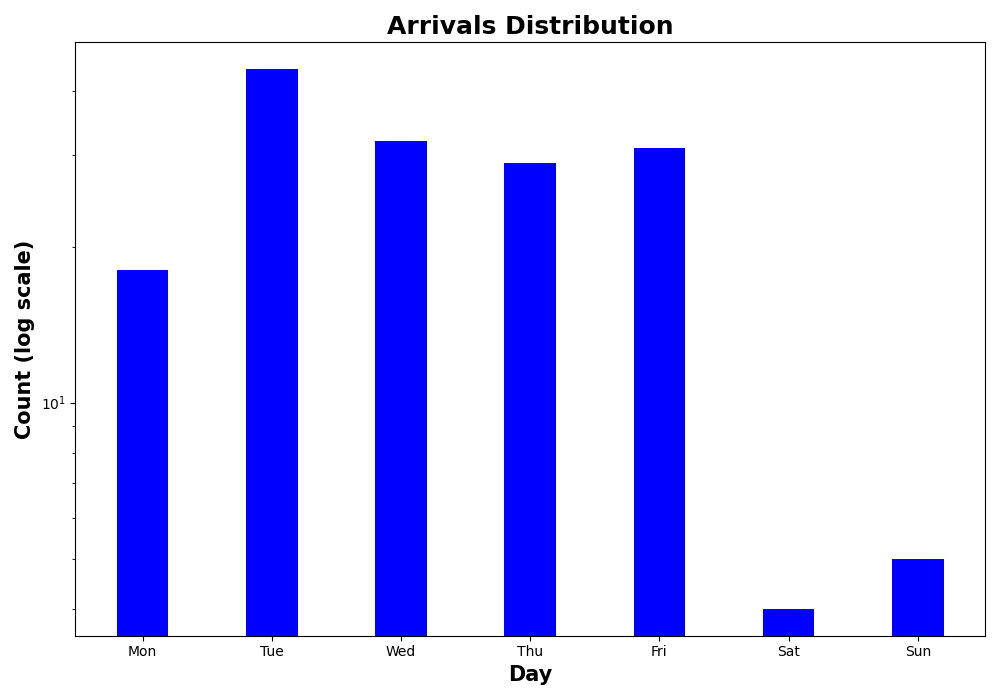 Arrivals Distribution
Count (log scale)
10¹
Mon Tue Wed Thu Fri Sat Sun
Day